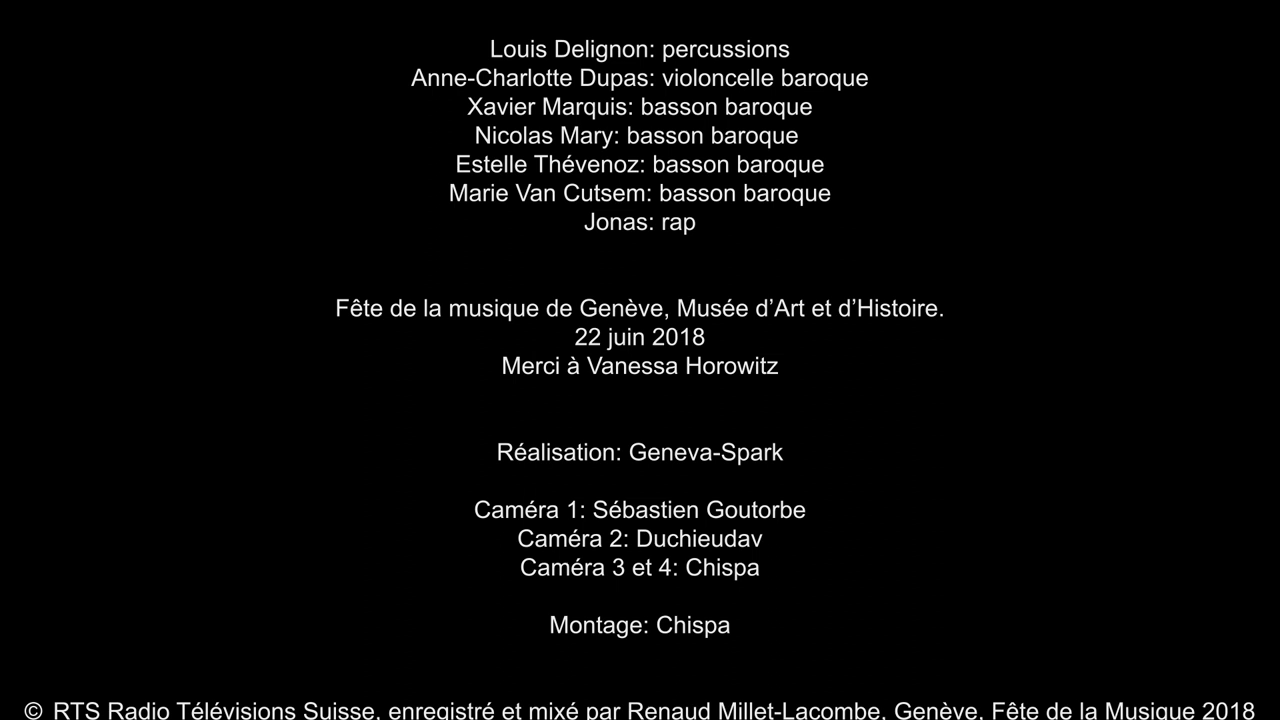 Louis Delignon: percussions
Anne-Charlotte Dupas: violoncelle baroque
Xavier Marquis: basson baroque
Nicolas Mary: basson baroque
Estelle Thévenoz: basson baroque
Marie Van Cutsem: basson baroque
Jonas: rap
Fête de la musique de Genève, Musée d’Art et d’Histoire.
22 juin 2018
Merci à Vanessa Horowitz
Réalisation: Geneva-Spark
Caméra 1: Sébastien Goutorbe
Caméra 2: Duchieudav
Caméra 3 et 4: Chispa
Montage: Chispa
© RTS Radio Télévisions Suisse, enregistré et mixé par Renaud Millet-Lacombe, Genève, Fête de la Musique 2018